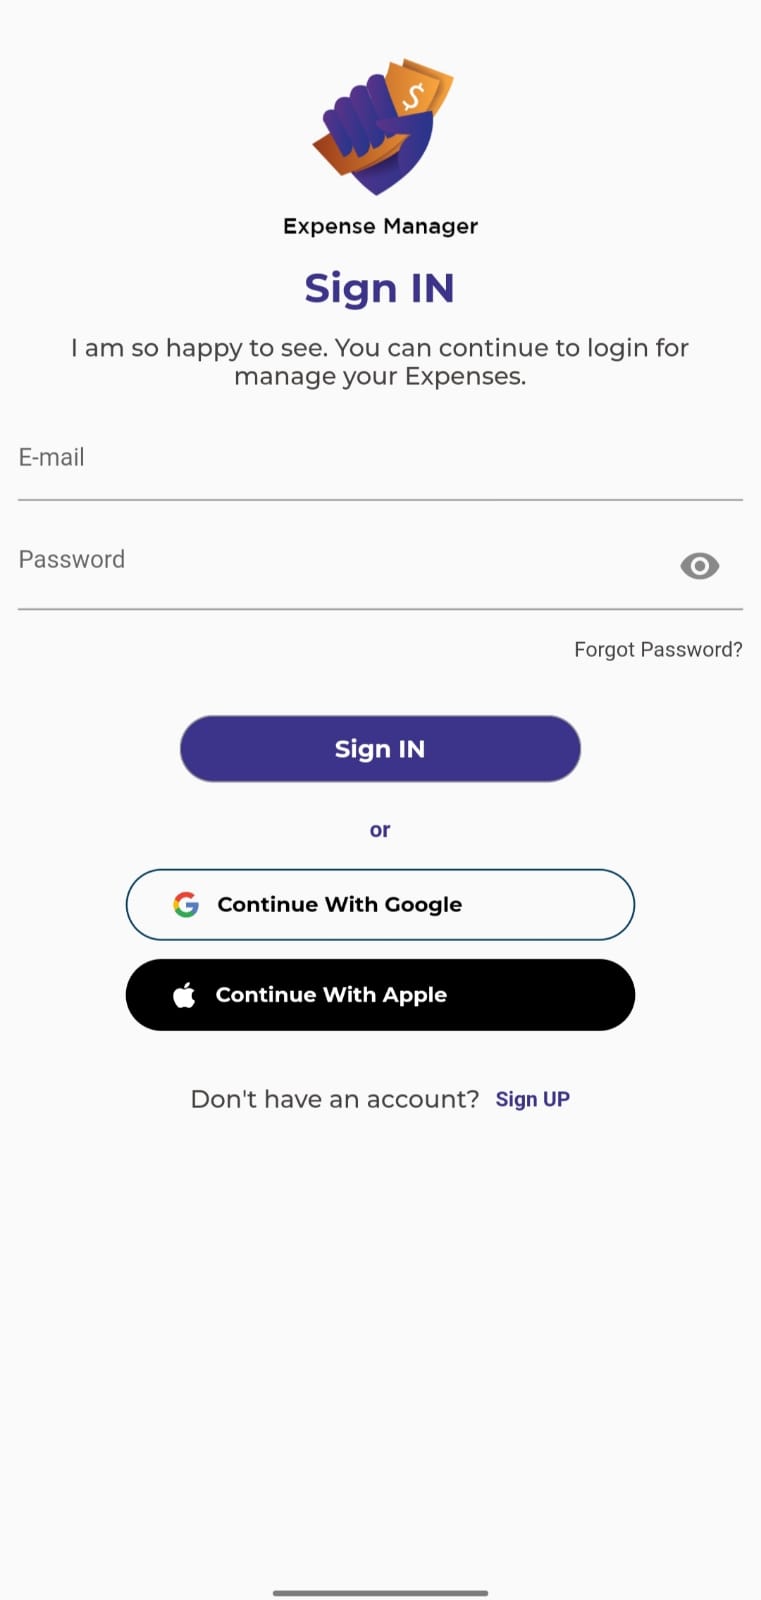 $
Expense Manager
Sign IN
I am so happy to see. You can continue to login for
manage your Expenses.
E-mail
Password
Forgot Password?
Sign IN
or
Continue With Google
Continue With Apple
Don't have an account? Sign UP